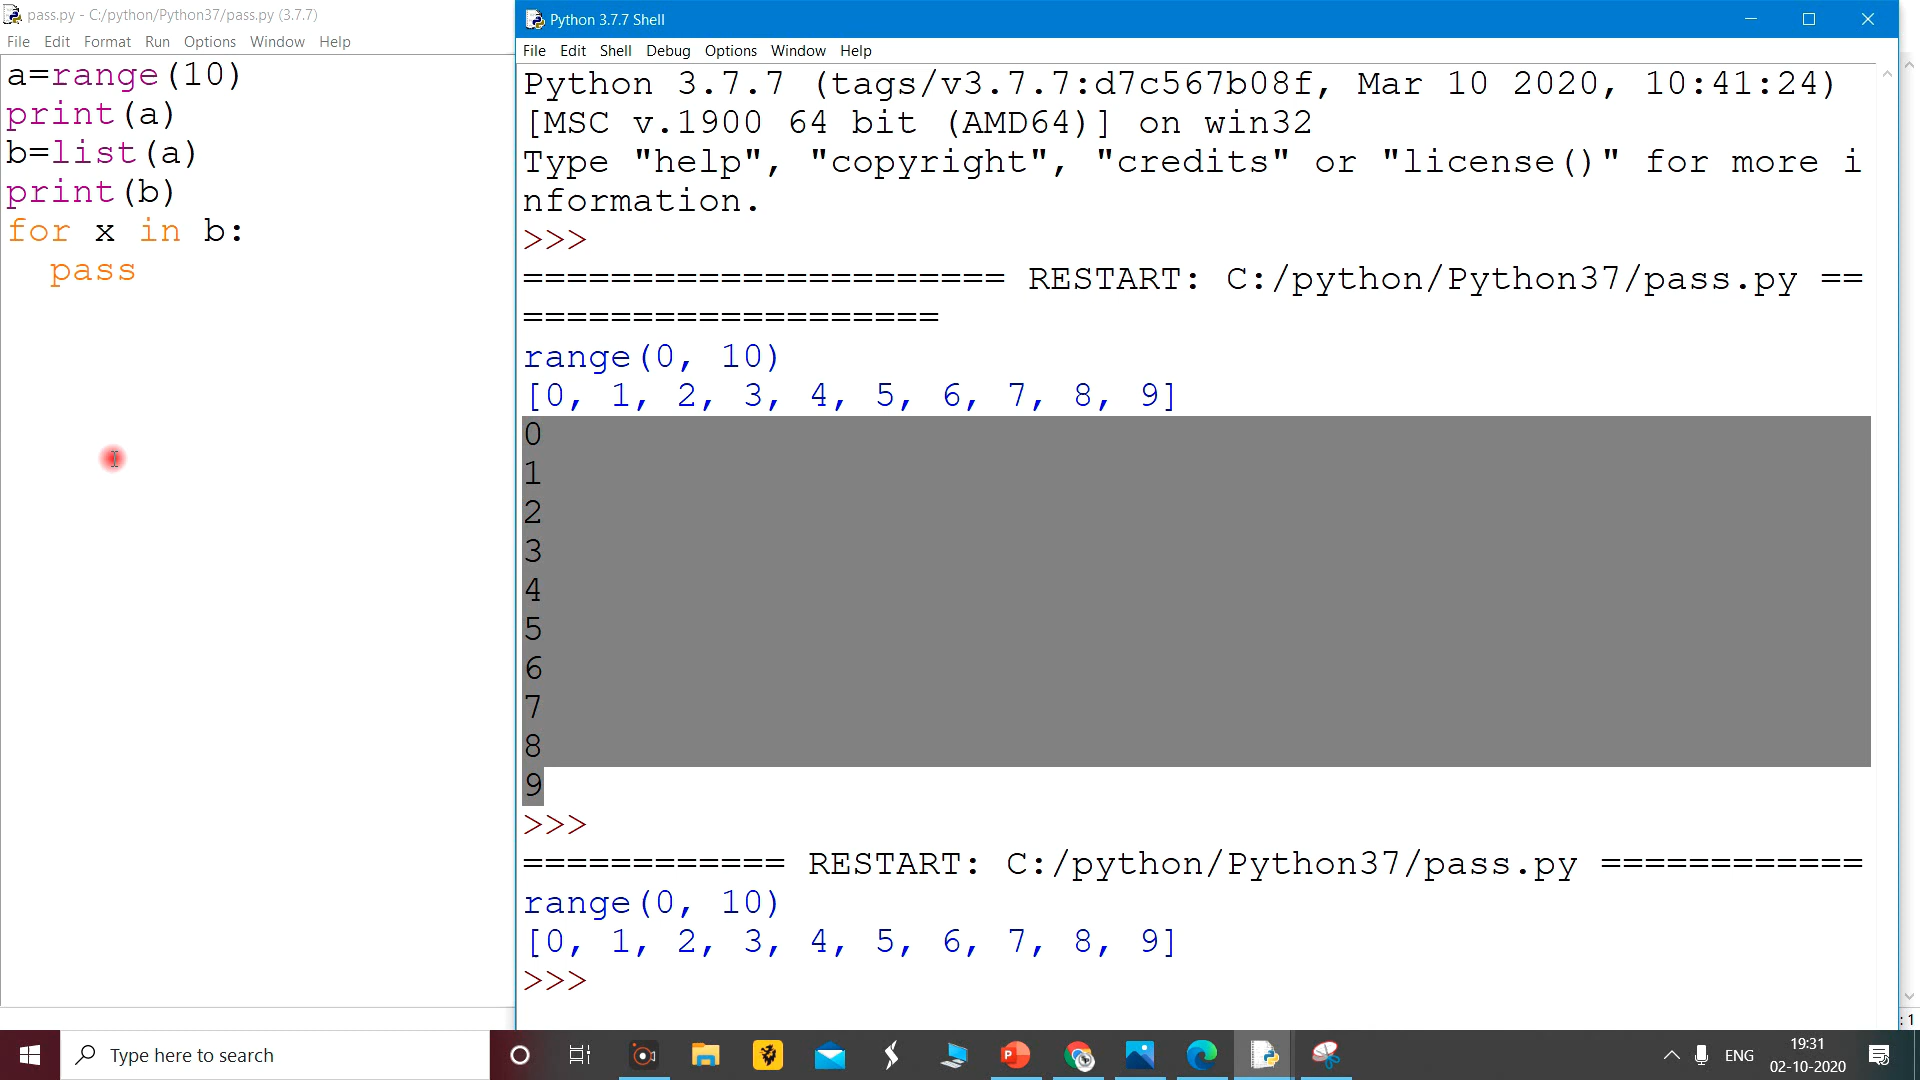 pass.py - C:/python/Python37/pass.py (3.7.7)
File Edit Format Run Options Window Help
a=range(10)
print(a)
b=list(a)
print(b)
for x in b:
  pass
Python 3.7.7 Shell
File Edit Shell Debug Options Window Help
Python 3.7.7 (tags/v3.7.7:d7c567b08f, Mar 10 2020, 10:41:24)
[MSC v.1900 64 bit (AMD64)] on win32
Type "help", "copyright", "credits" or "license()" for more i
nformation.
>>>
====================== RESTART: C:/python/Python37/pass.py ==
===================
range(0, 10)
[0, 1, 2, 3, 4, 5, 6, 7, 8, 9]
0
1
2
3
4
5
6
7
8
9
>>>
============ RESTART: C:/python/Python37/pass.py ============
range(0, 10)
[0, 1, 2, 3, 4, 5, 6, 7, 8, 9]
>>>
: 1
Type here to search
ENG
19:31
02-10-2020